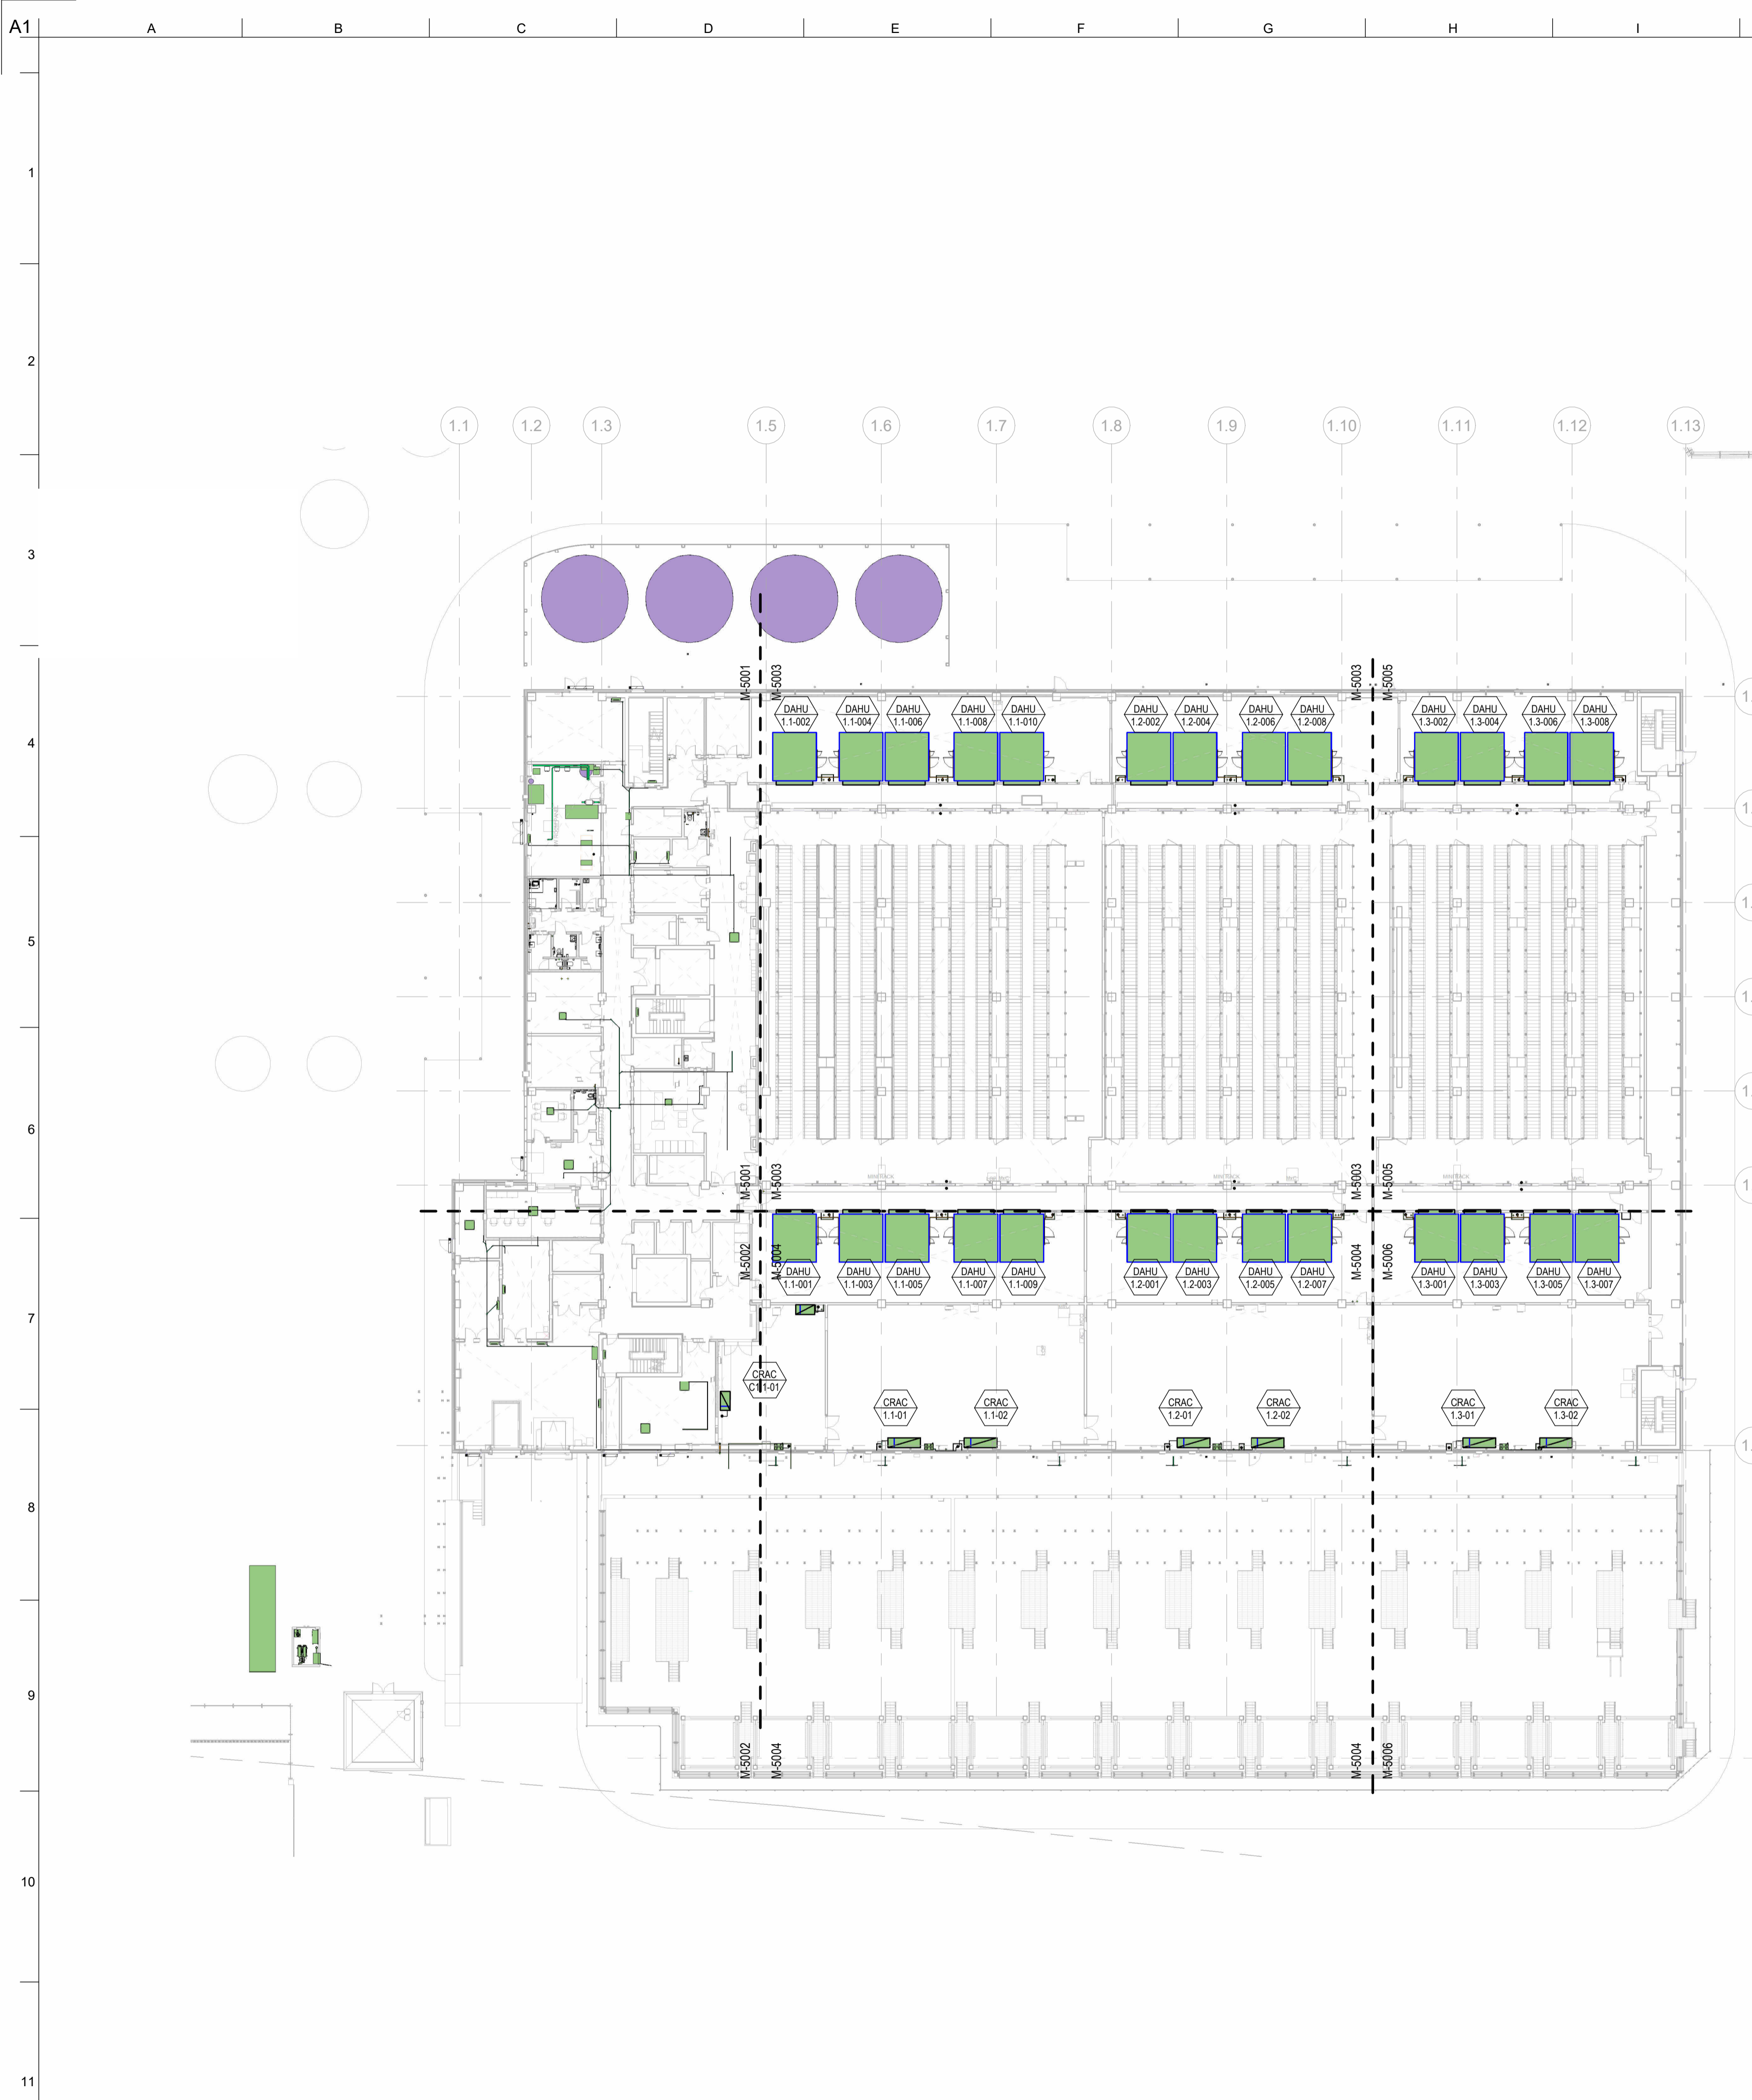 A1
A B C D E F G H I
1
2
1.1 1.2 1.3 1.5 1.6 1.7 1.8 1.9 1.10 1.11 1.12 1.13
3
M-5001
M-5003
M-5003
M-5005
DAHU 1.1-002
DAHU 1.1-004
DAHU 1.1-006
DAHU 1.1-008
DAHU 1.1-010
DAHU 1.2-002
DAHU 1.2-004
DAHU 1.2-006
DAHU 1.2-008
DAHU 1.3-002
DAHU 1.3-004
DAHU 1.3-006
DAHU 1.3-008
4
5
6
M-5001
M-5003
M-5003
M-5005
M-5002
M-5004
M-5004
M-5006
DAHU 1.1-001
DAHU 1.1-003
DAHU 1.1-005
DAHU 1.1-007
DAHU 1.1-009
DAHU 1.2-001
DAHU 1.2-003
DAHU 1.2-005
DAHU 1.2-007
DAHU 1.3-001
DAHU 1.3-003
DAHU 1.3-005
DAHU 1.3-007
7
CRAC C1.1-01
CRAC 1.1-01
CRAC 1.1-02
CRAC 1.2-01
CRAC 1.2-02
CRAC 1.3-01
CRAC 1.3-02
8
9
M-5002
M-5004
M-5004
M-5006
10
11